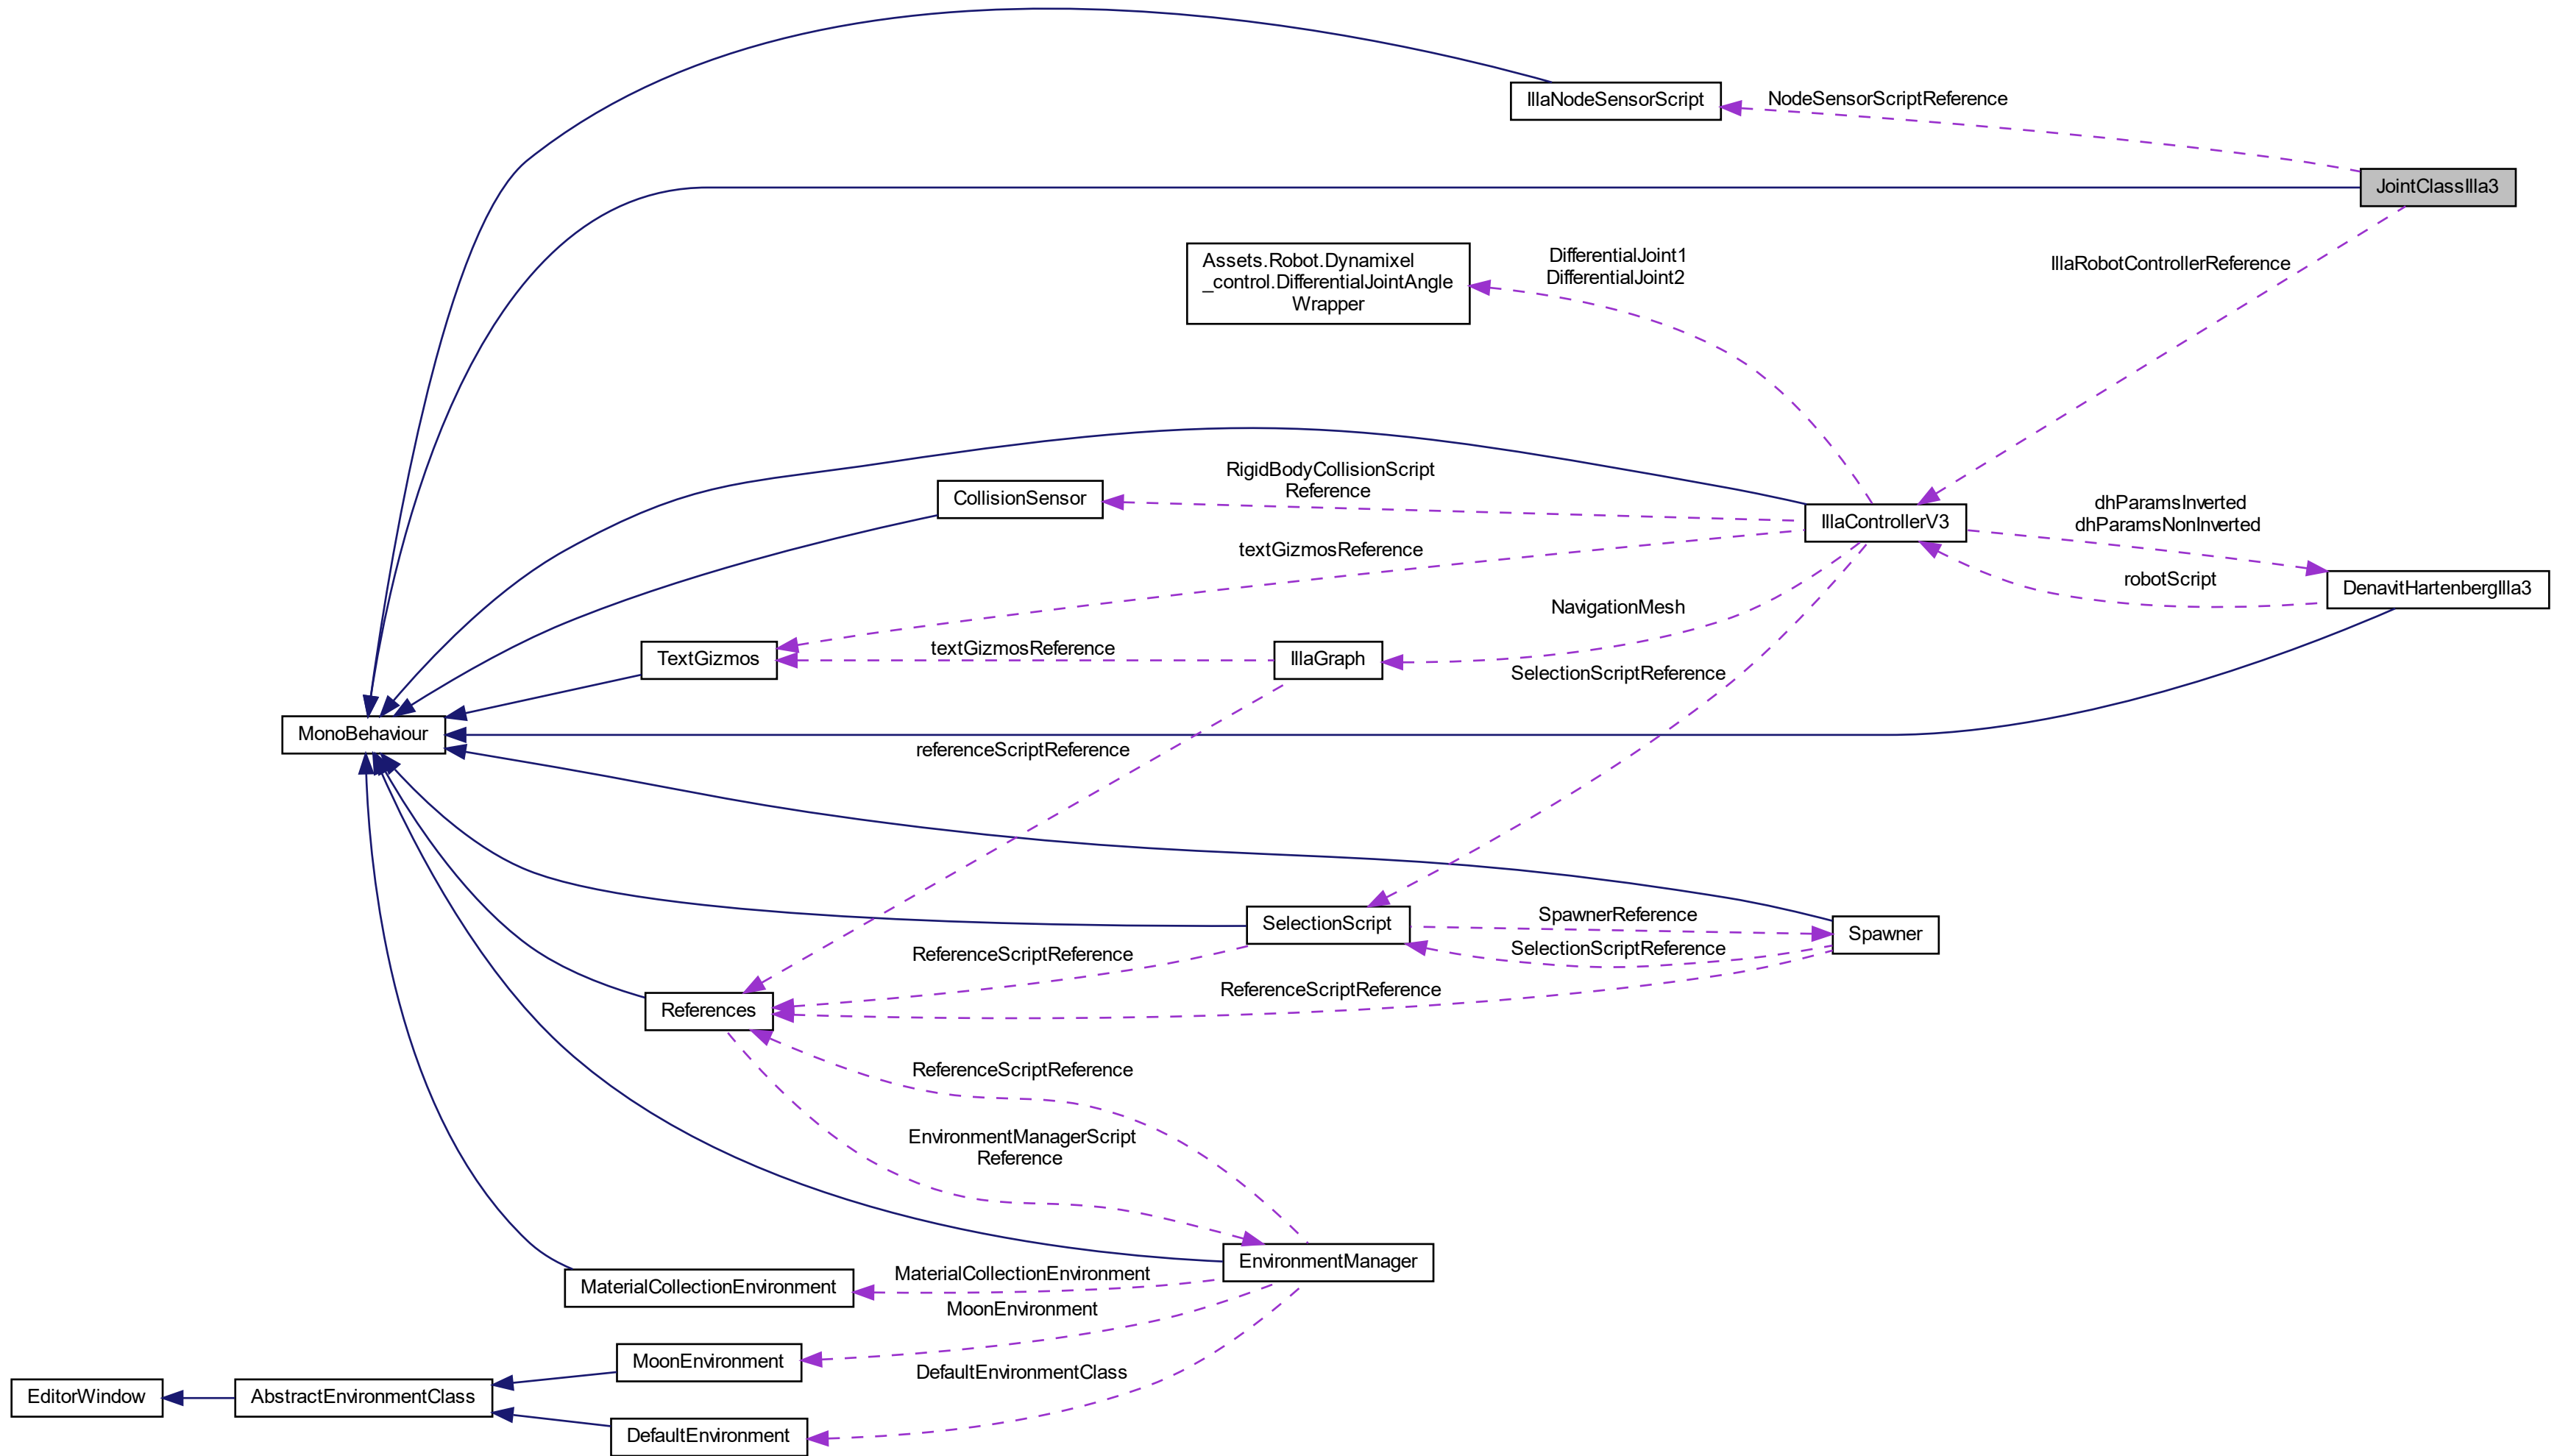 IllaNodeSensorScript
NodeSensorScriptReference
JointClassIlla3
Assets.Robot.Dynamixel
_control.DifferentialJointAngle
Wrapper
DifferentialJoint1
DifferentialJoint2
IllaRobotControllerReference
CollisionSensor
RigidBodyCollisionScript
Reference
IllaControllerV3
dhParamsInverted
dhParamsNonInverted
textGizmosReference
robotScript
DenavitHartenbergIlla3
NavigationMesh
TextGizmos
textGizmosReference
IllaGraph
SelectionScriptReference
MonoBehaviour
referenceScriptReference
SelectionScript
SpawnerReference
Spawner
SelectionScriptReference
ReferenceScriptReference
ReferenceScriptReference
References
ReferenceScriptReference
EnvironmentManagerScript
Reference
EnvironmentManager
MaterialCollectionEnvironment
MaterialCollectionEnvironment
MoonEnvironment
MoonEnvironment
DefaultEnvironmentClass
EditorWindow
AbstractEnvironmentClass
DefaultEnvironment